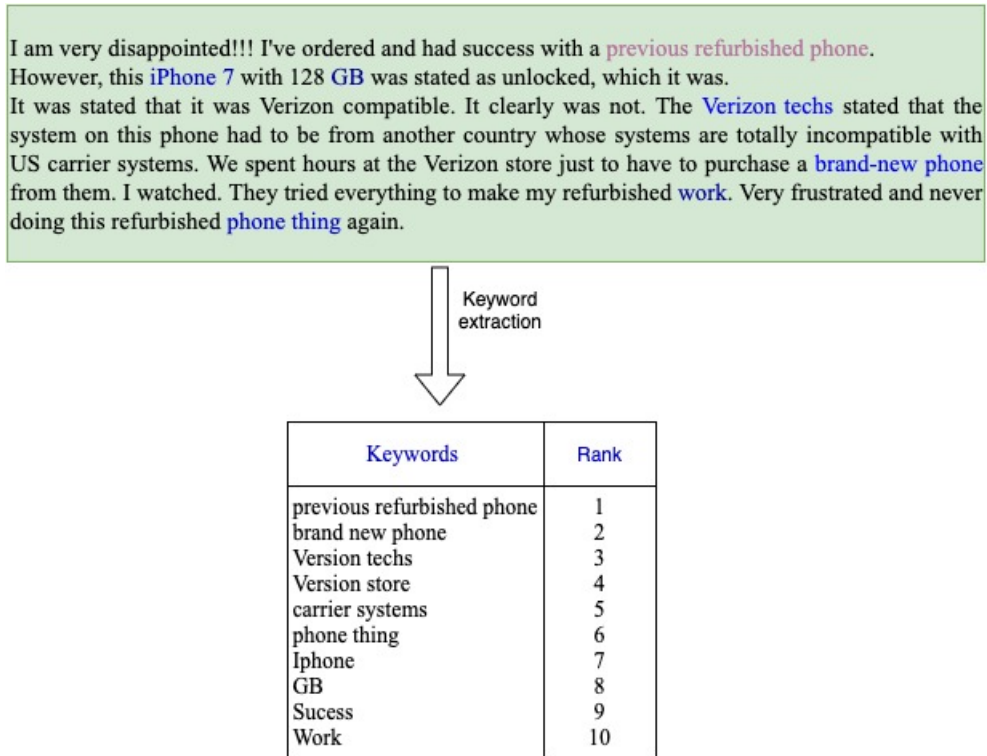 I am very disappointed!!! I've ordered and had success with a previous refurbished phone.
However, this iPhone 7 with 128 GB was stated as unlocked, which it was.
It was stated that it was Verizon compatible. It clearly was not. The Verizon techs stated that the
system on this phone had to be from another country whose systems are totally incompatible with
US carrier systems. We spent hours at the Verizon store just to have to purchase a brand-new phone
from them. I watched. They tried everything to make my refurbished work. Very frustrated and never
doing this refurbished phone thing again.
Keyword
extraction
Keywords Rank
previous refurbished phone 1
brand new phone 2
Version techs 3
Version store 4
carrier systems 5
phone thing 6
Iphone 7
GB 8
Sucess 9
Work 10